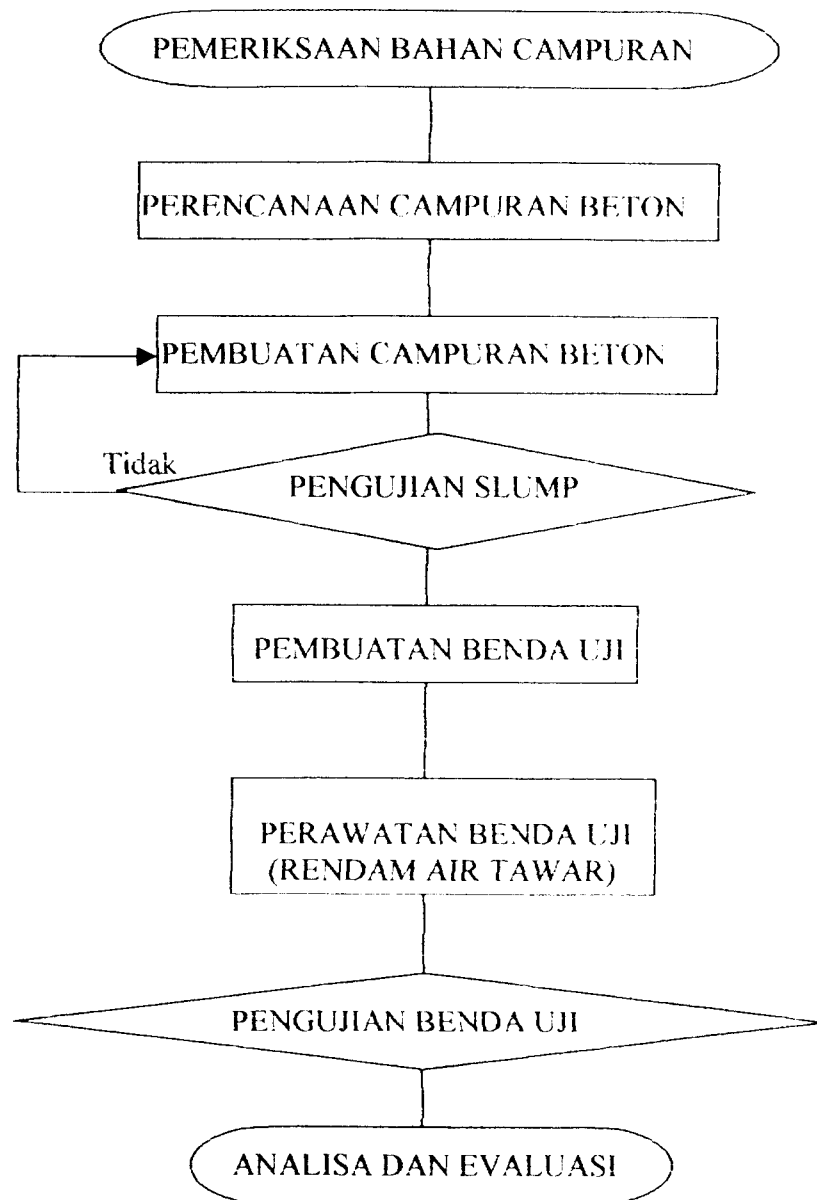 PEMERIKSAAN BAHAN CAMPURAN
PERENCANAAN CAMPURAN BETON
PEMBUATAN CAMPURAN BETON
Tidak
PENGUJIAN SLUMP
PEMBUATAN BENDA UJI
PERAWATAN BENDA UJI
(RENDAM AIR TAWAR)
PENGUJIAN BENDA UJI
ANALISA DAN EVALUASI